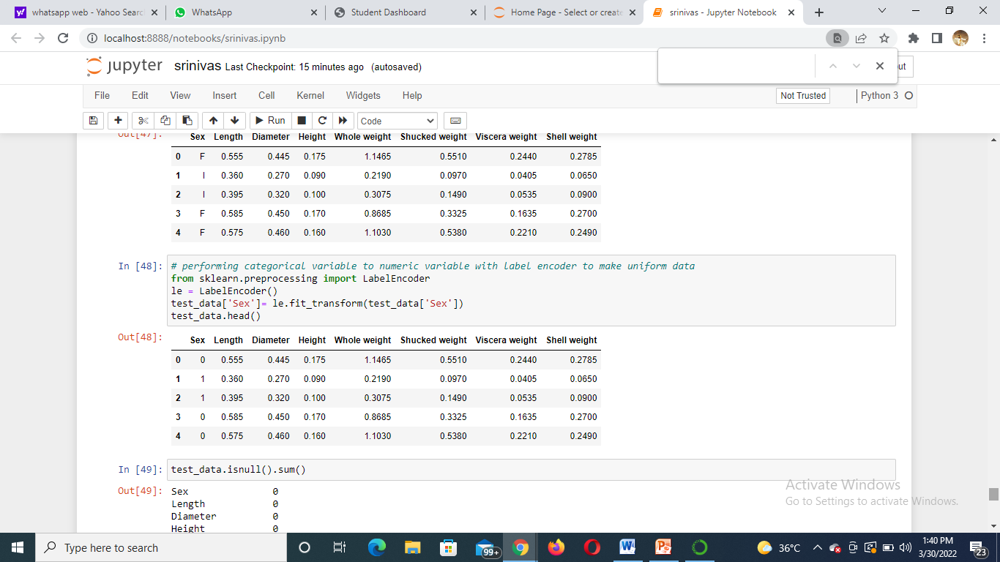 whatsapp web - Yahoo Searc
WhatsApp
Student Dashboard
Home Page - Select or create
srinivas - Jupyter Notebook
localhost:8888/notebooks/srinivas.ipynb
jupyter srinivas Last Checkpoint: 15 minutes ago (autosaved)
ut
File Edit View Insert Cell Kernel Widgets Help
Not Trusted
Python 3
Run
Code
Out[47]:
Sex Length Diameter Height Whole weight Shucked weight Viscera weight Shell weight
0 F 0.555 0.445 0.175 1.1465 0.5510 0.2440 0.2785
1 I 0.360 0.270 0.090 0.2190 0.0970 0.0405 0.0650
2 I 0.395 0.320 0.100 0.3075 0.1490 0.0535 0.0900
3 F 0.585 0.450 0.170 0.8685 0.3325 0.1635 0.2700
4 F 0.575 0.460 0.160 1.1030 0.5380 0.2210 0.2490
In [48]: # performing categorical variable to numeric variable with label encoder to make uniform data
from sklearn.preprocessing import LabelEncoder
le = LabelEncoder()
test_data['Sex']= le.fit_transform(test_data['Sex'])
test_data.head()
Out[48]:
Sex Length Diameter Height Whole weight Shucked weight Viscera weight Shell weight
0 0 0.555 0.445 0.175 1.1465 0.5510 0.2440 0.2785
1 1 0.360 0.270 0.090 0.2190 0.0970 0.0405 0.0650
2 1 0.395 0.320 0.100 0.3075 0.1490 0.0535 0.0900
3 0 0.585 0.450 0.170 0.8685 0.3325 0.1635 0.2700
4 0 0.575 0.460 0.160 1.1030 0.5380 0.2210 0.2490
In [49]: test_data.isnull().sum()
Out[49]: Sex 0
Length 0
Diameter 0
Height 0
Activate Windows
Go to Settings to activate Windows.
Type here to search
99+
36°C
1:40 PM
3/30/2022
23